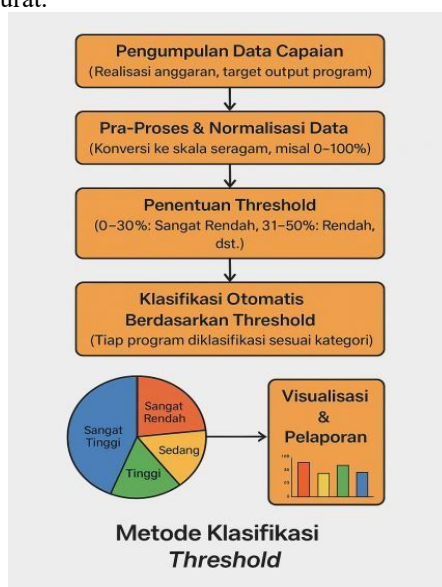 urat.
Pengumpulan Data Capaian
(Realisasi anggaran, target output program)
Pra-Proses & Normalisasi Data
(Konversi ke skala seragam, misal 0–100%)
Penentuan Threshold
(0–30%: Sangat Rendah, 31–50%: Rendah,
dst.)
Klasifikasi Otomatis
Berdasarkan Threshold
(Tiap program diklasifikasi sesuai kategori)
Sangat
Rendah
Sedang
Tinggi
Sangat
Tinggi
Visualisasi
&
Pelaporan
100
0
Metode Klasifikasi
Threshold